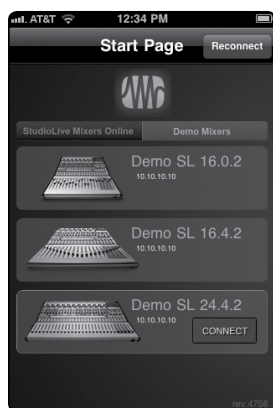 AT&T 12:34 PM
Start Page
Reconnect
StudioLive Mixers Online
Demo Mixers
Demo SL 16.0.2
10.10.10.10
Demo SL 16.4.2
10.10.10.10
Demo SL 24.4.2
10.10.10.10
CONNECT
rev.4756